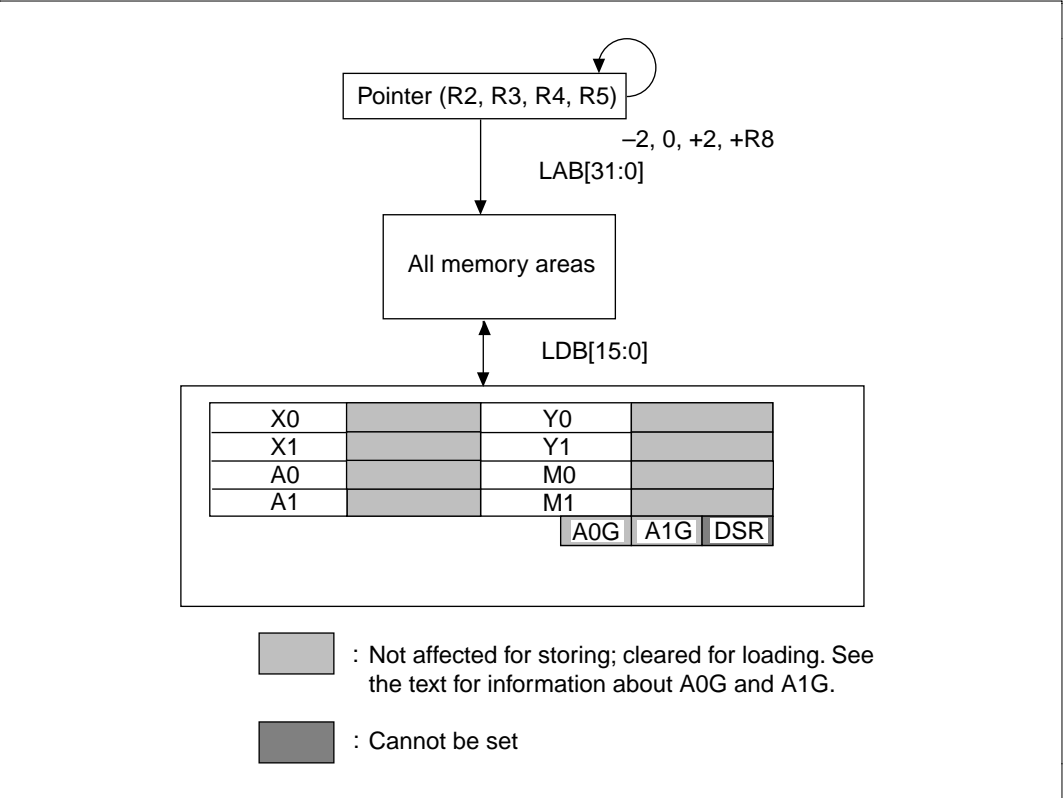 Pointer (R2, R3, R4, R5)
–2, 0, +2, +R8
LAB[31:0]
All memory areas
LDB[15:0]
X0 Y0
X1 Y1
A0 M0
A1 M1
A0G A1G DSR
: Not affected for storing; cleared for loading. See
the text for information about A0G and A1G.
: Cannot be set